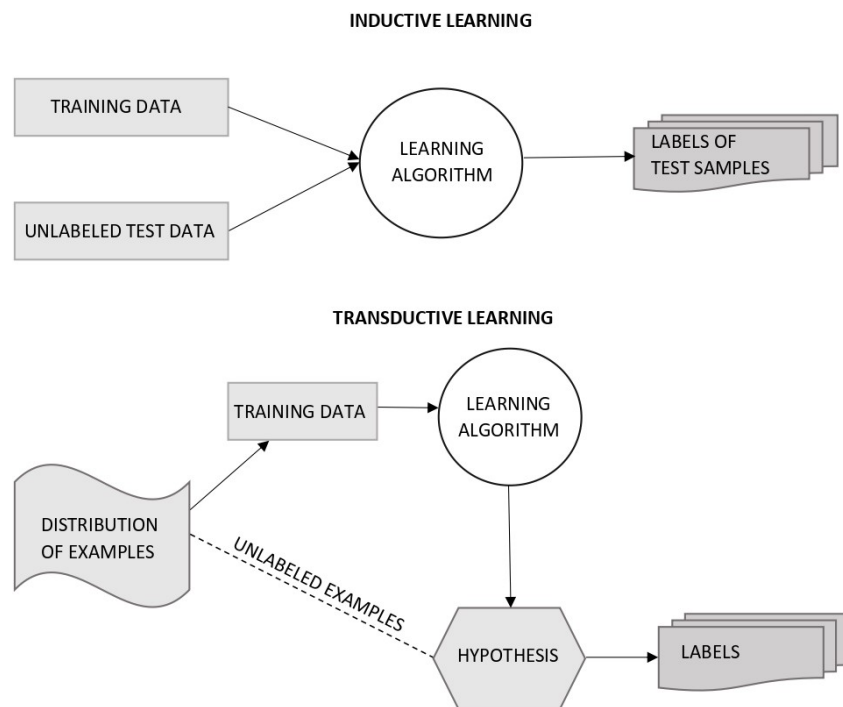 INDUCTIVE LEARNING
TRAINING DATA
UNLABELED TEST DATA
LEARNING
ALGORITHM
LABELS OF
TEST SAMPLES
TRANSDUCTIVE LEARNING
TRAINING DATA
LEARNING
ALGORITHM
DISTRIBUTION
OF EXAMPLES
UNLABELED EXAMPLES
HYPOTHESIS
LABELS